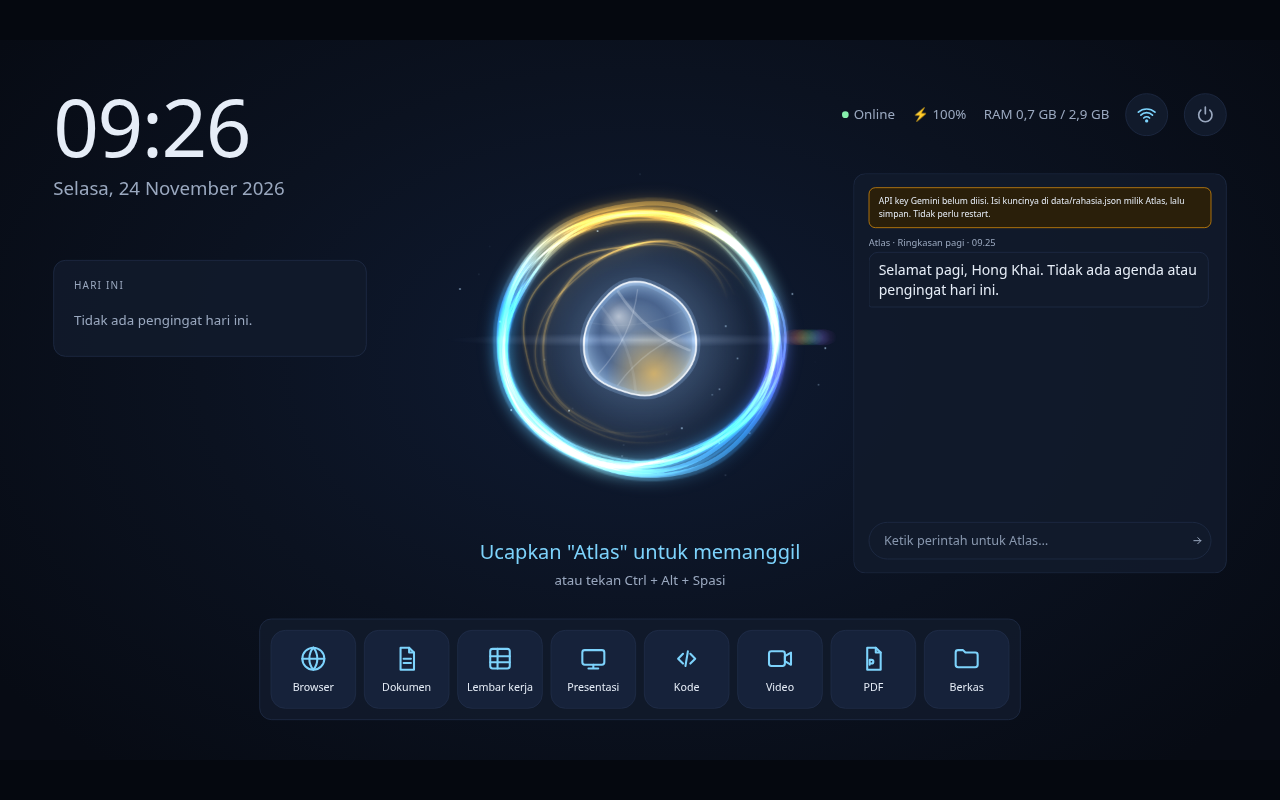 09:26
Selasa, 24 November 2026
Online
100%
RAM 0,7 GB / 2,9 GB
HARI INI
Tidak ada pengingat hari ini.
API key Gemini belum diisi. Isi kuncinya di data/rahasia.json milik Atlas, lalu
simpan. Tidak perlu restart.
Atlas · Ringkasan pagi · 09.25
Selamat pagi, Hong Khai. Tidak ada agenda atau
pengingat hari ini.
Ketik perintah untuk Atlas...
Ucapkan "Atlas" untuk memanggil
atau tekan Ctrl + Alt + Spasi
Browser
Dokumen
Lembar kerja
Presentasi
Kode
Video
PDF
Berkas